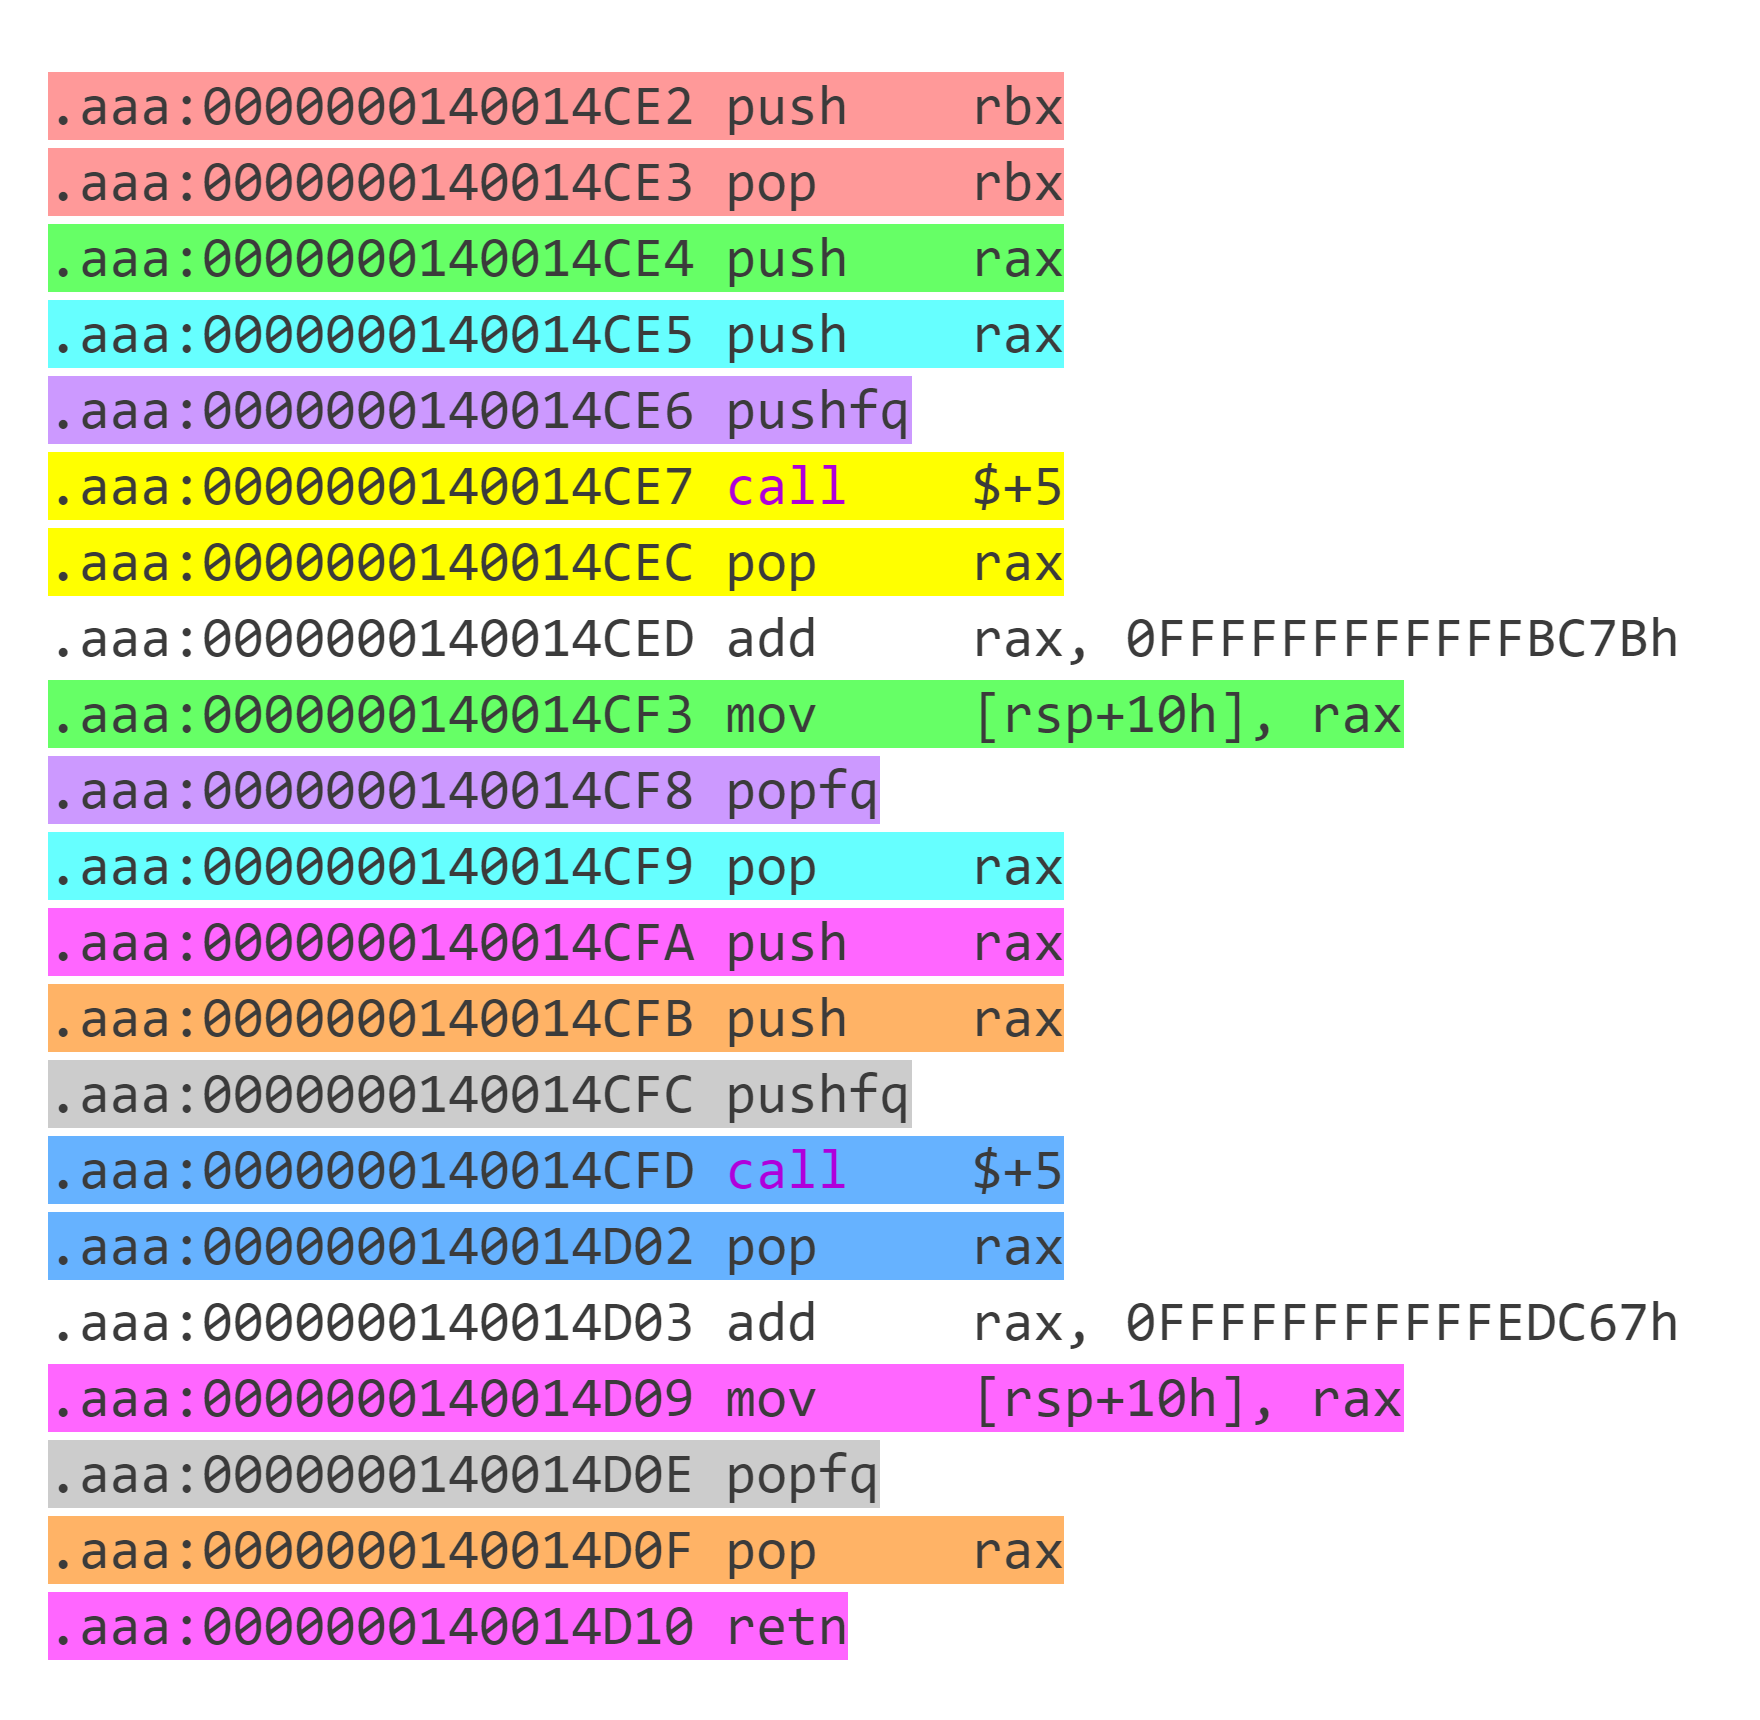 .aaa:0000000140014CE2 push    rbx
.aaa:0000000140014CE3 pop     rbx
.aaa:0000000140014CE4 push    rax
.aaa:0000000140014CE5 push    rax
.aaa:0000000140014CE6 pushfq
.aaa:0000000140014CE7 call    $+5
.aaa:0000000140014CEC pop     rax
.aaa:0000000140014CED add     rax, 0FFFFFFFFFFFFBC7Bh
.aaa:0000000140014CF3 mov     [rsp+10h], rax
.aaa:0000000140014CF8 popfq
.aaa:0000000140014CF9 pop     rax
.aaa:0000000140014CFA push    rax
.aaa:0000000140014CFB push    rax
.aaa:0000000140014CFC pushfq
.aaa:0000000140014CFD call    $+5
.aaa:0000000140014D02 pop     rax
.aaa:0000000140014D03 add     rax, 0FFFFFFFFFFFEDC67h
.aaa:0000000140014D09 mov     [rsp+10h], rax
.aaa:0000000140014D0E popfq
.aaa:0000000140014D0F pop     rax
.aaa:0000000140014D10 retn